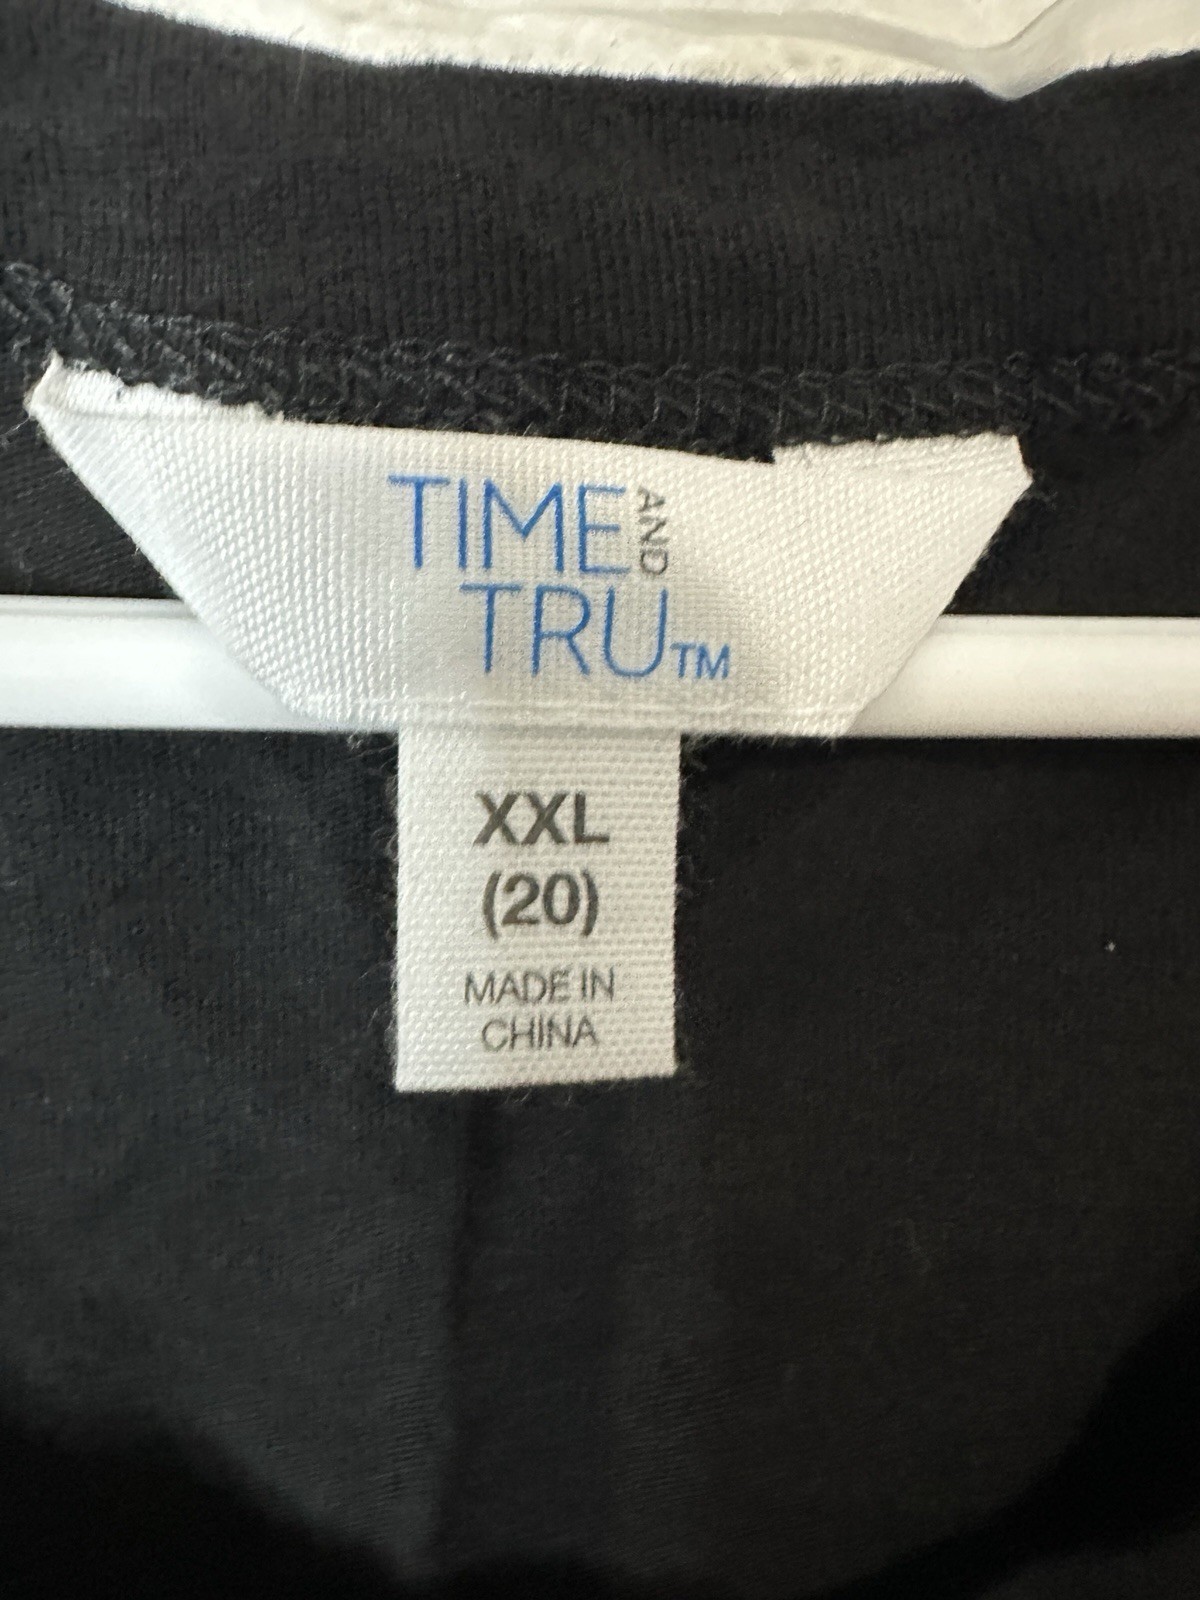 TIME AND
TRU™
XXL
(20)
MADE IN
CHINA